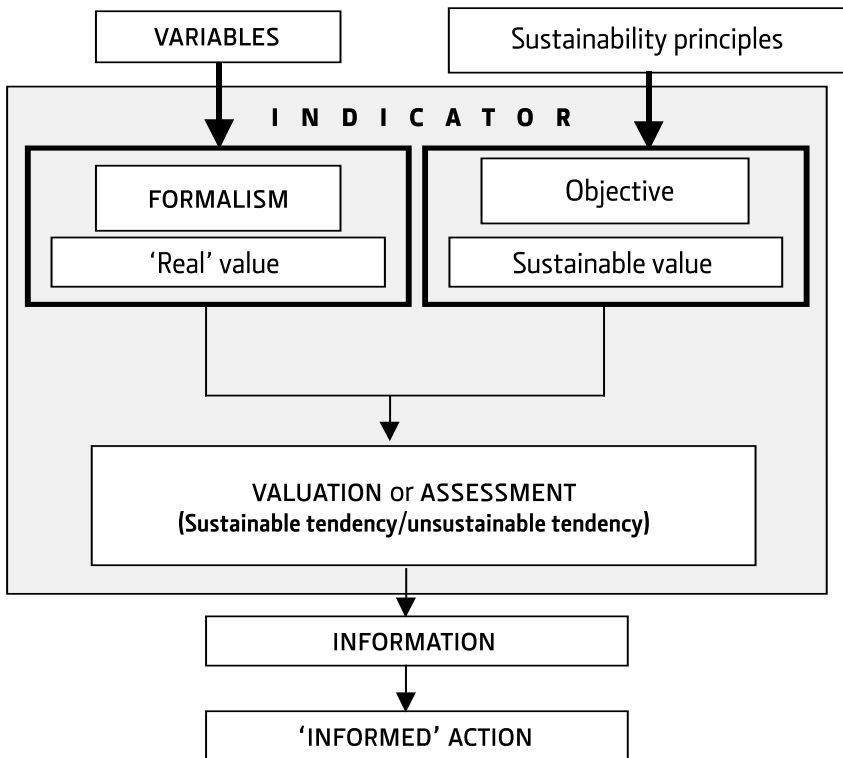 VARIABLES
Sustainability principles
INDICATOR
FORMALISM
‘Real’ value
Objective
Sustainable value
VALUATION or ASSESSMENT
(Sustainable tendency/unsustainable tendency)
INFORMATION
‘INFORMED’ ACTION